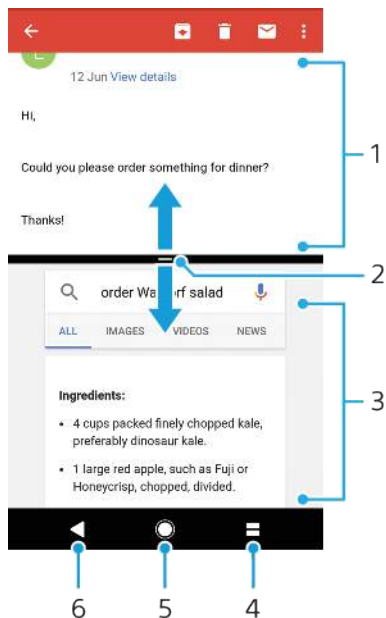 12 Jun View details
Hi,
Could you please order something for dinner?
Thanks!
1
2
order Wa rf salad
ALL IMAGES VIDEOS NEWS
Ingredients:
• 4 cups packed finely chopped kale,
preferably dinosaur kale.
• 1 large red apple, such as Fuji or
Honeycrisp, chopped, divided.
3
6 5 4